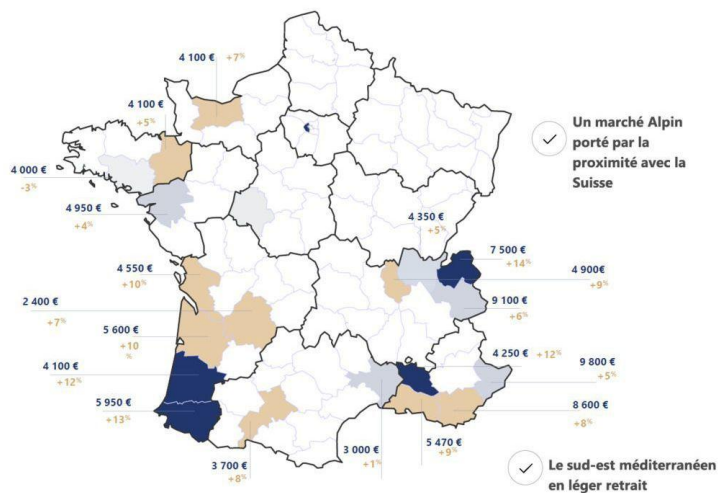 4 100 €
+7%
4 100 €
+5%
Un marché Alpin
porté par la
proximité avec la
Suisse
4 000 €
-3%
4 950 €
+4%
4 350 €
+5%
7 500 €
+14%
4 900€
+9%
4 550 €
+10%
9 100 €
+6%
2 400 €
+7%
5 600 €
+10
%
4 250 €
+12%
9 800 €
+5%
4 100 €
+12%
5 950 €
+13%
8 600 €
+8%
5 470 €
+9%
3 000 €
+1%
3 700 €
+8%
Le sud-est méditerranéen
en léger retrait